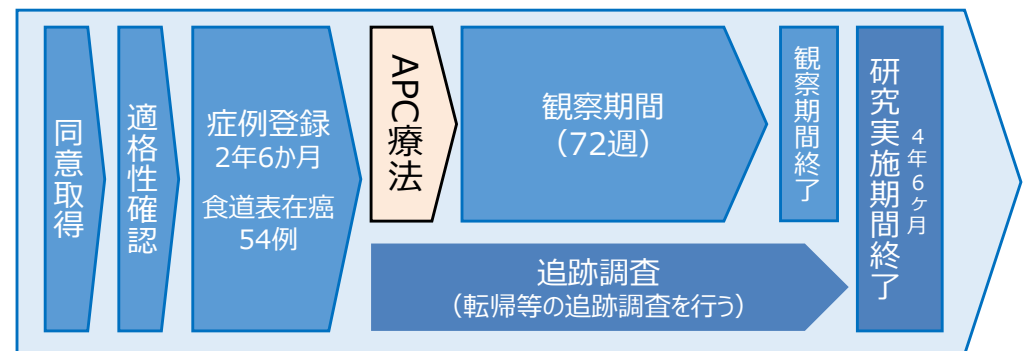 同意取得
適格性確認
症例登録
2年6か月
食道表在癌
54例
APC療法
観察期間
（72週）
観察期間終了
研究実施期間終了
4年6ヶ月
追跡調査
（転帰等の追跡調査を行う）